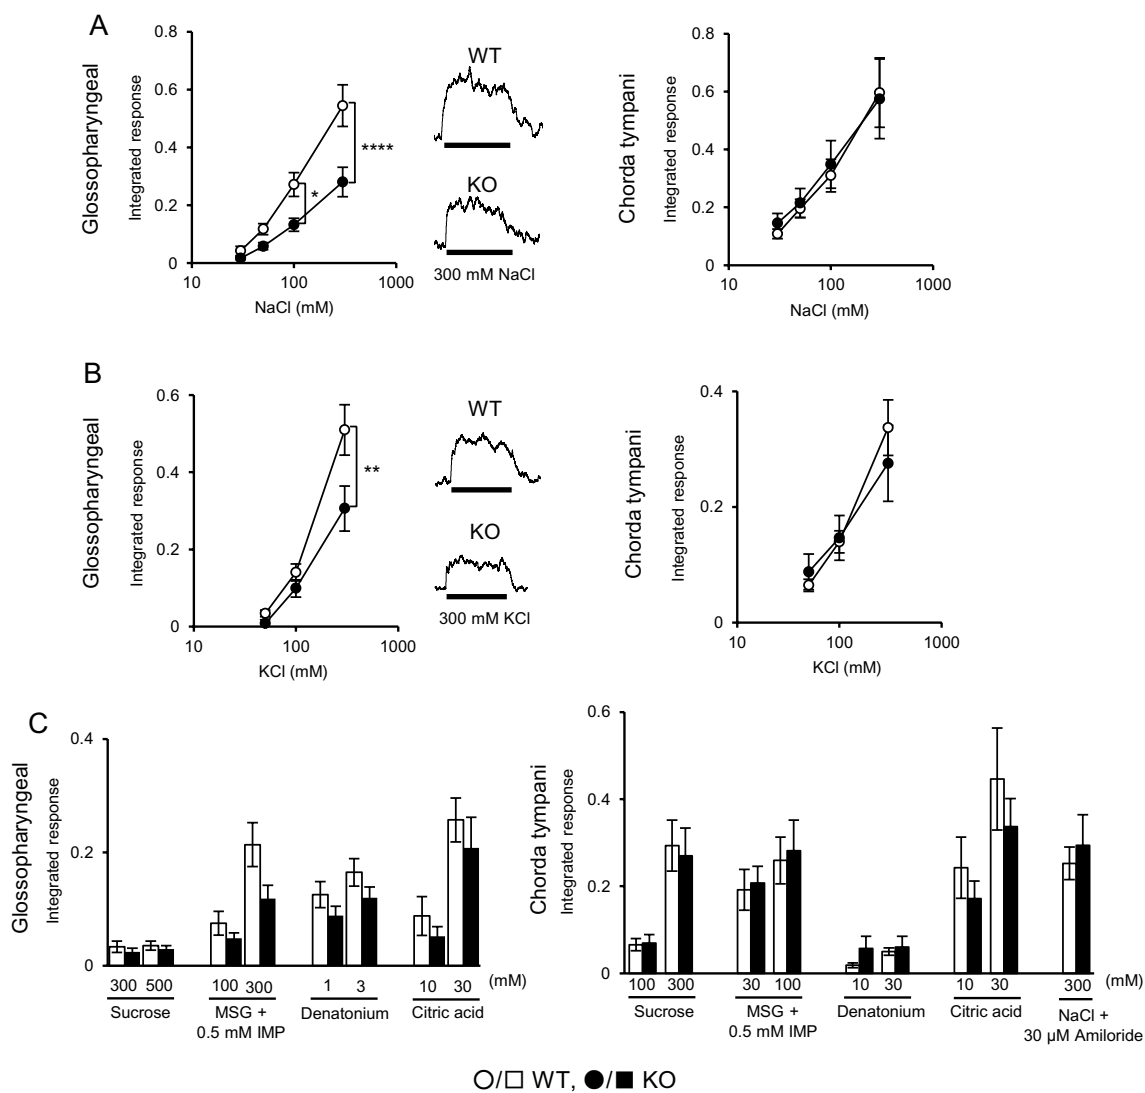 A
Glossopharyngeal
Integrated response
0.8
0.6
0.4
0.2
0
10
100
1000
NaCl (mM)
*
****
WT
KO
300 mM NaCl
Chorda tympani
Integrated response
0.8
0.6
0.4
0.2
0
10
100
1000
NaCl (mM)
B
Glossopharyngeal
Integrated response
0.6
0.4
0.2
0
10
100
1000
KCl (mM)
**
WT
KO
300 mM KCl
Chorda tympani
Integrated response
0.4
0.2
0
10
100
1000
KCl (mM)
C
Glossopharyngeal
Integrated response
0.4
0.2
0
300 500 100 300 1 3 10 30 (mM)
Sucrose
MSG +
0.5 mM IMP
Denatonium
Citric acid
Chorda tympani
Integrated response
0.6
0.4
0.2
0
100 300 30 100 10 30 10 30 300 (mM)
Sucrose
MSG +
0.5 mM IMP
Denatonium
Citric acid
NaCl +
30 µM Amiloride
/ WT, / KO